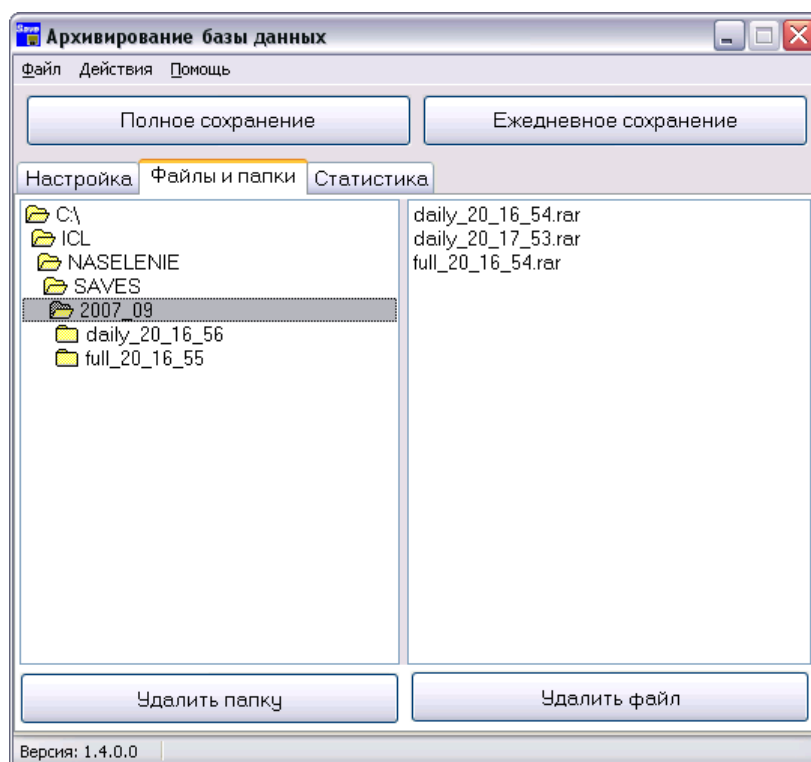 Save
Архивирование базы данных
Файл Действия Помощь
Полное сохранение Ежедневное сохранение
Настройка Файлы и папки Статистика
C:\
ICL
NASELENIE
SAVES
2007_09
daily_20_16_56
full_20_16_55
daily_20_16_54.rar
daily_20_17_53.rar
full_20_16_54.rar
Удалить папку Удалить файл
Версия: 1.4.0.0